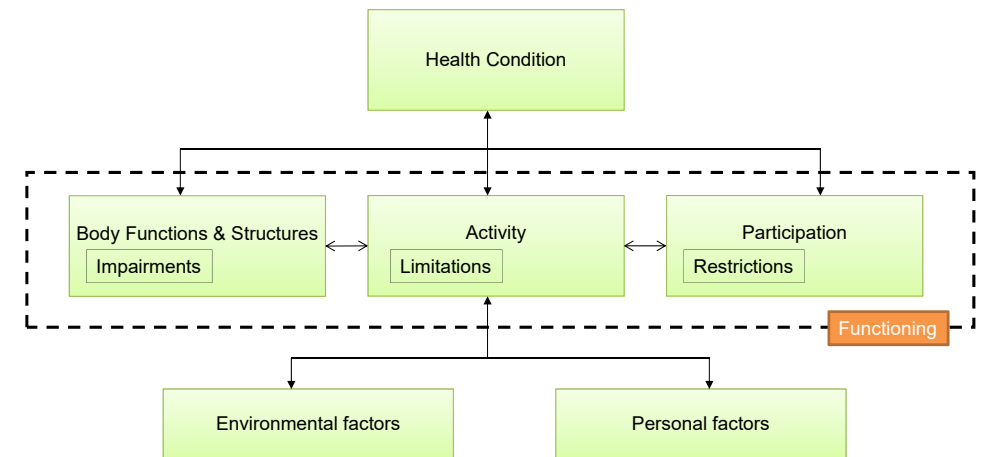 Health Condition
Body Functions & Structures
Impairments
Activity
Limitations
Participation
Restrictions
Functioning
Environmental factors
Personal factors